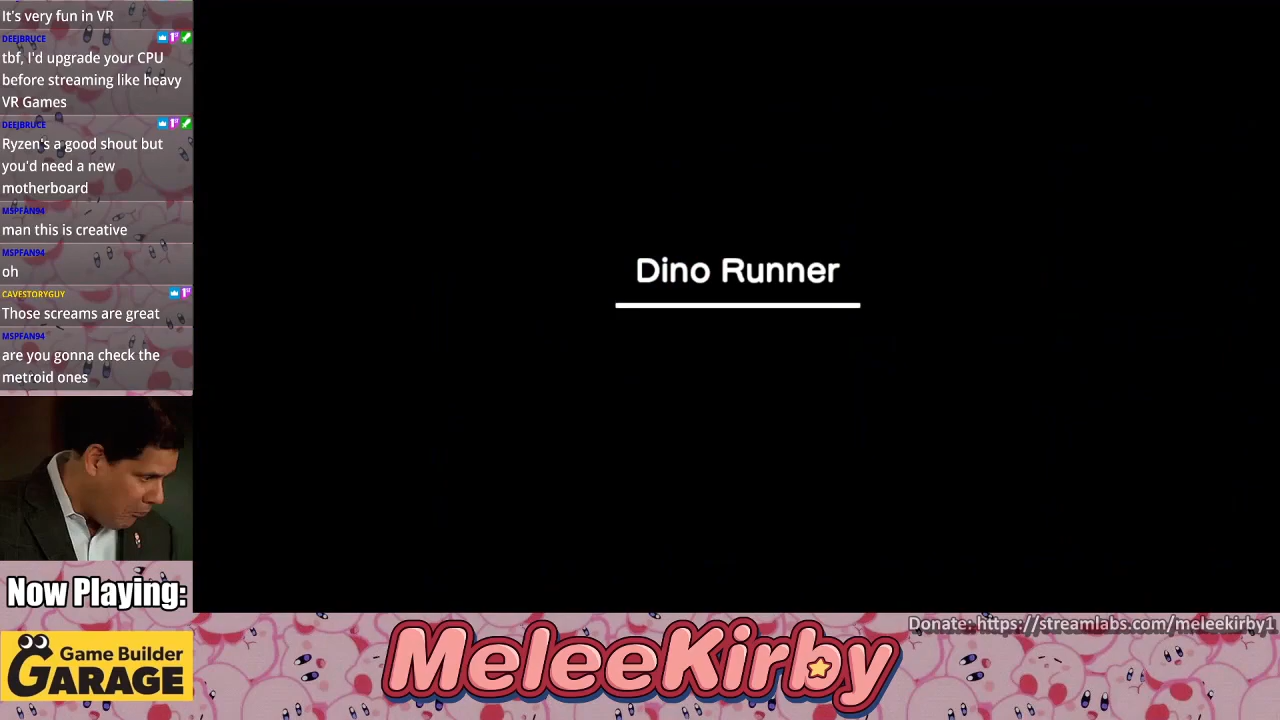 It's very fun in VR
DEEJBRUCE
tbf, I'd upgrade your CPU
before streaming like heavy
VR Games
DEEJBRUCE
Ryzen's a good shout but
you'd need a new
motherboard
MSPFAN94
man this is creative
MSPFAN94
oh
CAVESTORYGUY
Those screams are great
MSPFAN94
are you gonna check the
metroid ones
Dino Runner
Now Playing:
Game Builder
GARAGE
MeleeKirby
Donate: https://streamlabs.com/meleekirby1